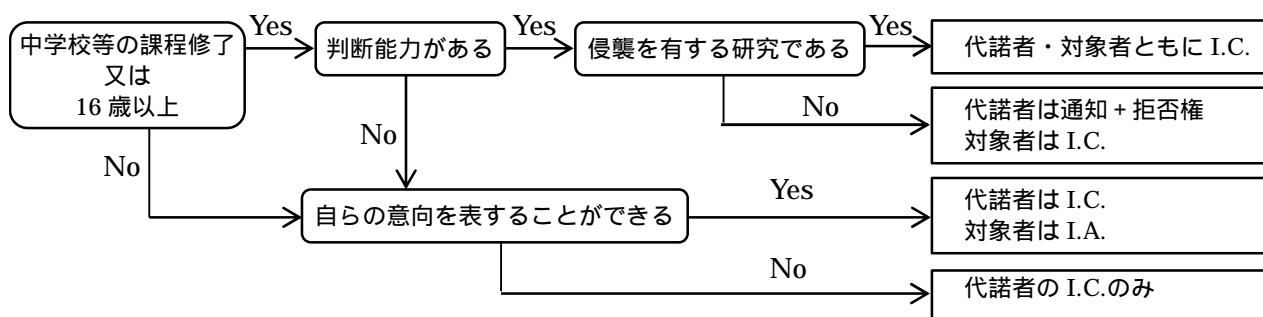 中学校等の課程修了
又は
16 歳以上
Yes
判断能力がある
Yes
侵襲を有する研究である
Yes
代諾者・対象者ともに I.C.
No
代諾者は通知 + 拒否権
対象者は I.C.
No
No
自らの意向を表することができる
Yes
代諾者は I.C.
対象者は I.A.
No
代諾者の I.C.のみ